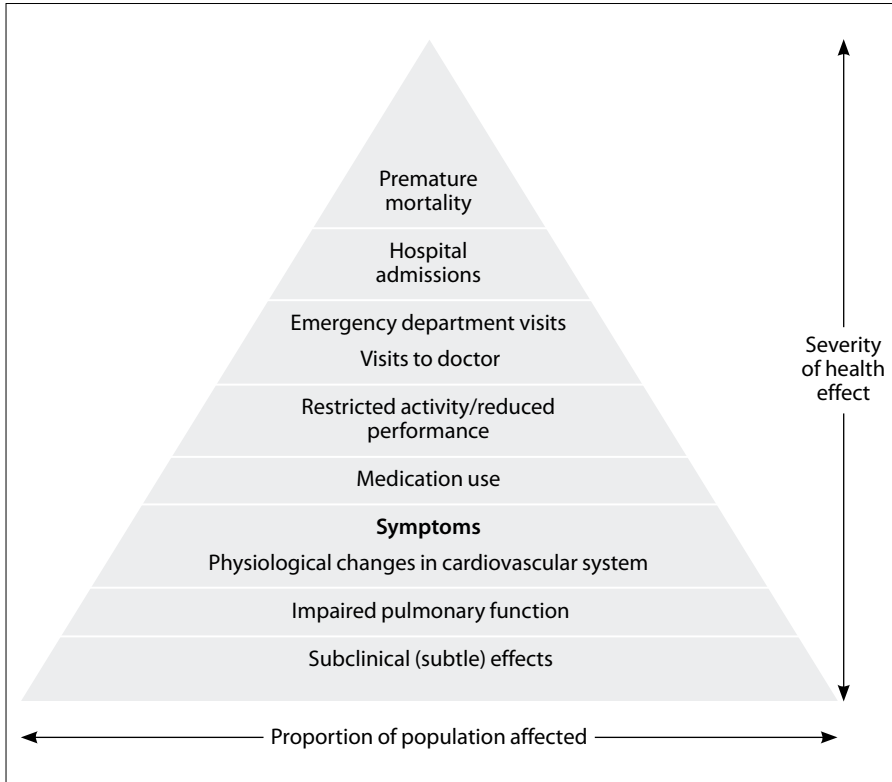 Premature
mortality
Hospital
admissions
Emergency department visits
Visits to doctor
Restricted activity/reduced
performance
Medication use
Symptoms
Physiological changes in cardiovascular system
Impaired pulmonary function
Subclinical (subtle) effects
Severity
of health
effect
Proportion of population affected